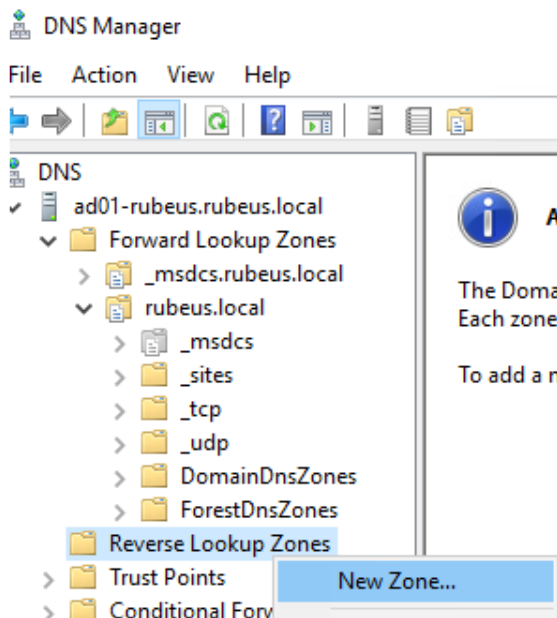 DNS Manager
File Action View Help
DNS
ad01-rubeus.rubeus.local
Forward Lookup Zones
_msdcs.rubeus.local
rubeus.local
_msdcs
_sites
_tcp
_udp
DomainDnsZones
ForestDnsZones
Reverse Lookup Zones
Trust Points
New Zone...
Conditional Forw
A
The Doma
Each zone
To add a n